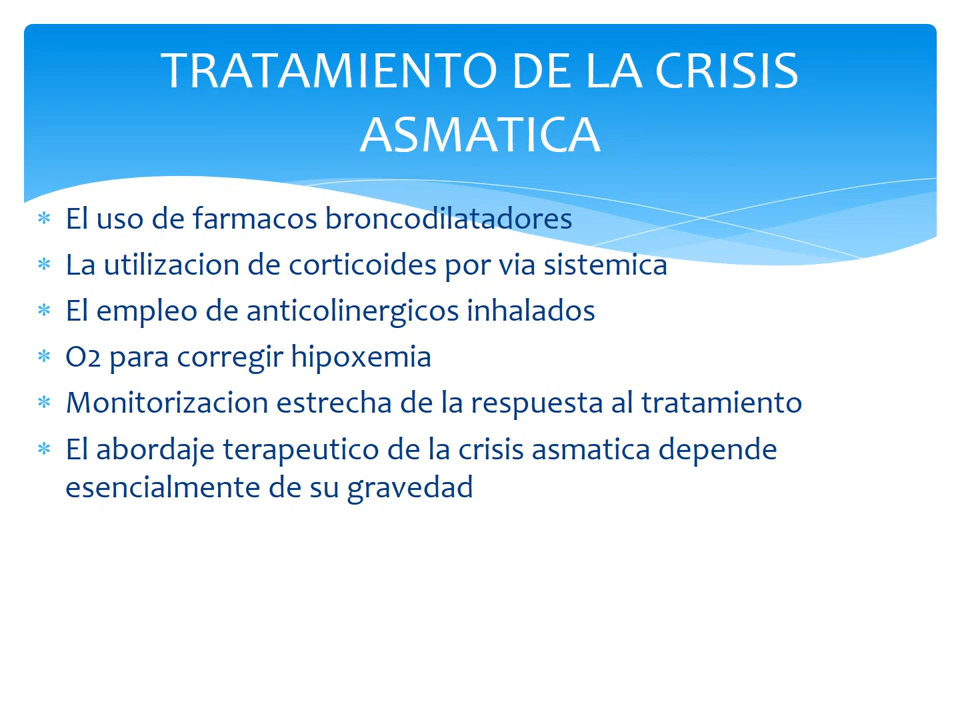 TRATAMIENTO DE LA CRISIS
ASMATICA
* El uso de farmacos broncodilatadores
* La utilizacion de corticoides por via sistemica
* El empleo de anticolinergicos inhalados
* O2 para corregir hipoxemia
* Monitorizacion estrecha de la respuesta al tratamiento
* El abordaje terapeutico de la crisis asmatica depende
esencialmente de su gravedad